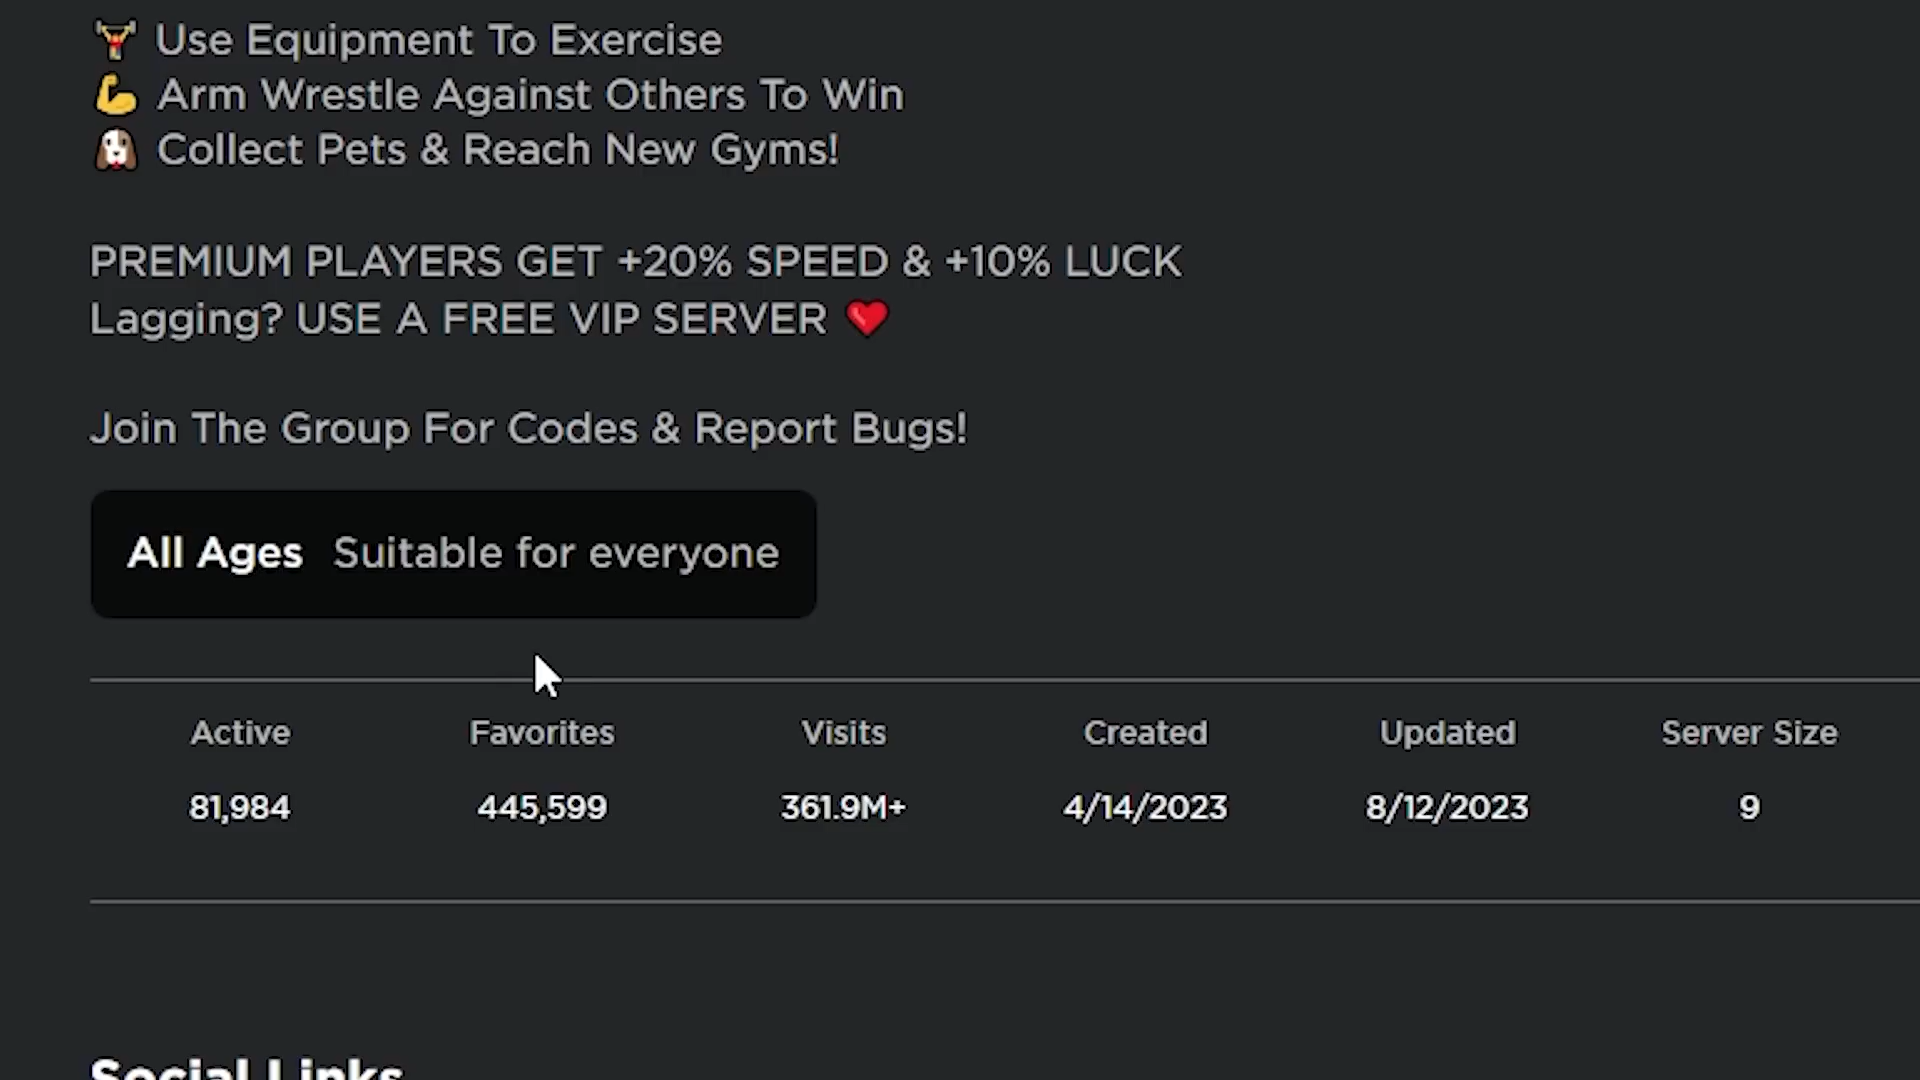 Use Equipment To Exercise
Arm Wrestle Against Others To Win
Collect Pets & Reach New Gyms!
PREMIUM PLAYERS GET +20% SPEED & +10% LUCK
Lagging? USE A FREE VIP SERVER ❤️
Join The Group For Codes & Report Bugs!
All Ages Suitable for everyone
Active Favorites Visits Created Updated Server Size
81,984 445,599 361.9M+ 4/14/2023 8/12/2023 9
Social Links